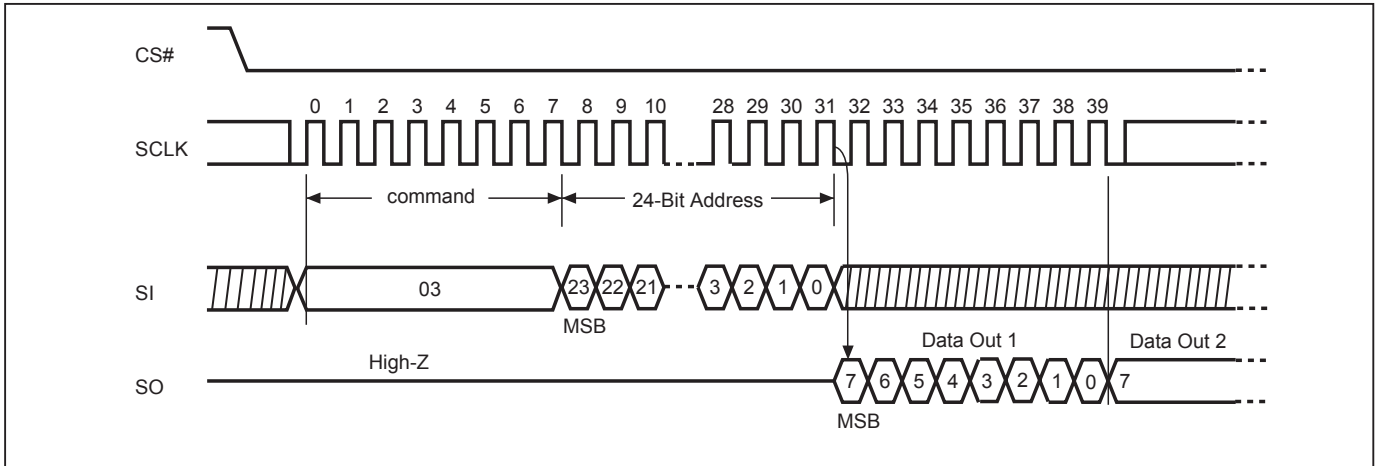 CS#
0 1 2 3 4 5 6 7 8 9 10 28 29 30 31 32 33 34 35 36 37 38 39
SCLK
command 24-Bit Address
SI 03 23 22 21 3 2 1 0
MSB
Data Out 1 Data Out 2
High-Z
SO 7 6 5 4 3 2 1 0 7
MSB